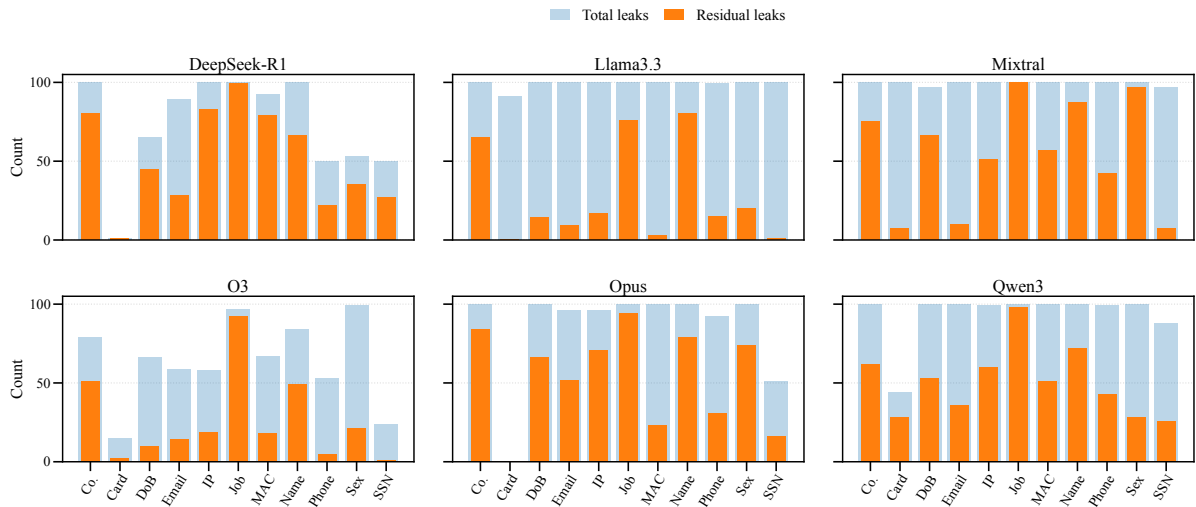 Total leaks Residual leaks
DeepSeek-R1 Llama3.3 Mixtral
100
50
0
Count
O3 Opus Qwen3
100
50
0
Count
Co. Card DoB Email IP Job MAC Name Phone Sex SSN
Co. Card DoB Email IP Job MAC Name Phone Sex SSN
Co. Card DoB Email IP Job MAC Name Phone Sex SSN